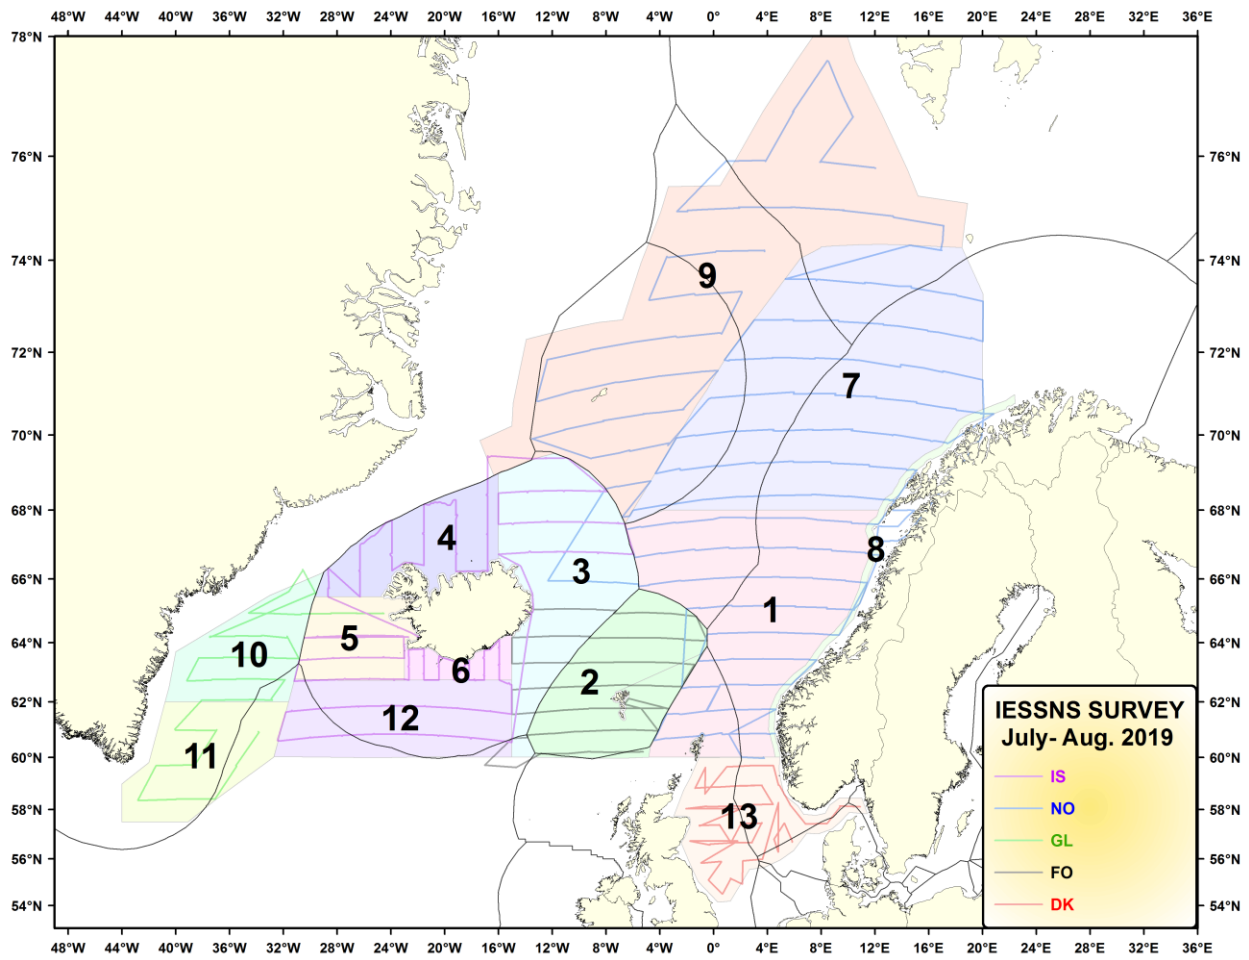 48°W 44°W 40°W 36°W 32°W 28°W 24°W 20°W 16°W 12°W 8°W 4°W 0° 4°E 8°E 12°E 16°E 20°E 24°E 28°E 32°E 36°E
78°N
76°N 76°N
74°N 9 74°N
72°N 7 72°N
70°N 70°N
68°N 4 8 68°N
66°N 3 1 66°N
64°N 10 5 6 2 64°N
62°N 11 12 62°N
60°N 60°N
58°N 13 58°N
56°N 56°N
54°N 54°N
IESSNS SURVEY
July- Aug. 2019
IS
NO
GL
FO
DK
48°W 44°W 40°W 36°W 32°W 28°W 24°W 20°W 16°W 12°W 8°W 4°W 0° 4°E 8°E 12°E 16°E 20°E 24°E 28°E 32°E 36°E